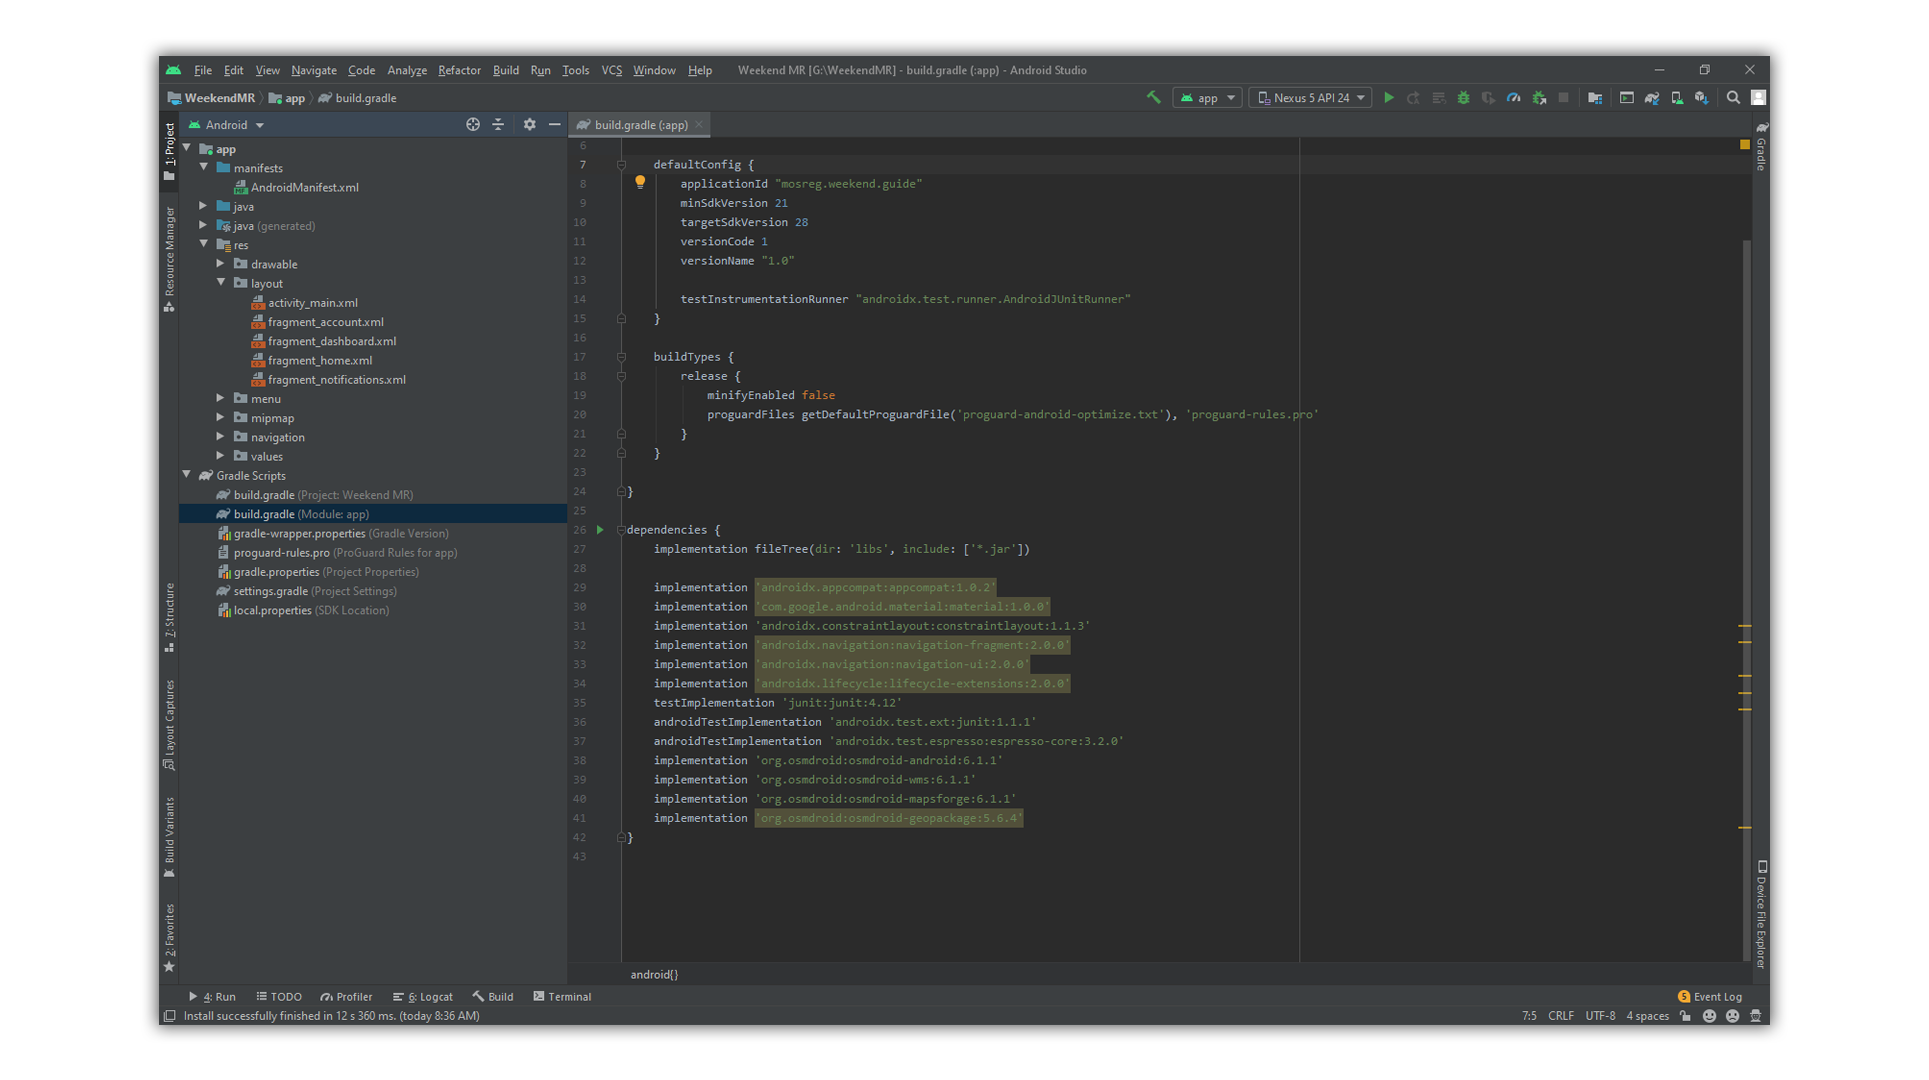 File Edit View Navigate Code Analyze Refactor Build Run Tools VCS Window Help Weekend MR [G:\WeekendMR] - build.gradle (:app) - Android Studio
WeekendMR app build.gradle app Nexus 5 API 24
1: Project
Resource Manager
7: Structure
Layout Captures
Build Variants
2: Favorites
Android
app
manifests
AndroidManifest.xml
java
java (generated)
res
drawable
layout
activity_main.xml
fragment_account.xml
fragment_dashboard.xml
fragment_home.xml
fragment_notifications.xml
menu
mipmap
navigation
values
Gradle Scripts
build.gradle (Project: Weekend MR)
build.gradle (Module: app)
gradle-wrapper.properties (Gradle Version)
proguard-rules.pro (ProGuard Rules for app)
gradle.properties (Project Properties)
settings.gradle (Project Settings)
local.properties (SDK Location)
build.gradle (:app)
6
7 defaultConfig {
8 applicationId "mosreg.weekend.guide"
9 minSdkVersion 21
10 targetSdkVersion 28
11 versionCode 1
12 versionName "1.0"
13
14 testInstrumentationRunner "androidx.test.runner.AndroidJUnitRunner"
15 }
16
17 buildTypes {
18 release {
19 minifyEnabled false
20 proguardFiles getDefaultProguardFile('proguard-android-optimize.txt'), 'proguard-rules.pro'
21 }
22 }
23
24 }
25
26 dependencies {
27 implementation fileTree(dir: 'libs', include: ['*.jar'])
28
29 implementation 'androidx.appcompat:appcompat:1.0.2'
30 implementation 'com.google.android.material:material:1.0.0'
31 implementation 'androidx.constraintlayout:constraintlayout:1.1.3'
32 implementation 'androidx.navigation:navigation-fragment:2.0.0'
33 implementation 'androidx.navigation:navigation-ui:2.0.0'
34 implementation 'androidx.lifecycle:lifecycle-extensions:2.0.0'
35 testImplementation 'junit:junit:4.12'
36 androidTestImplementation 'androidx.test.ext:junit:1.1.1'
37 androidTestImplementation 'androidx.test.espresso:espresso-core:3.2.0'
38 implementation 'org.osmdroid:osmdroid-android:6.1.1'
39 implementation 'org.osmdroid:osmdroid-wms:6.1.1'
40 implementation 'org.osmdroid:osmdroid-mapsforge:6.1.1'
41 implementation 'org.osmdroid:osmdroid-geopackage:5.6.4'
42 }
43
android{}
Gradle
Device File Explorer
4: Run TODO Profiler 6: Logcat Build Terminal 5 Event Log
Install successfully finished in 12 s 360 ms. (today 8:36 AM) 7:5 CRLF UTF-8 4 spaces